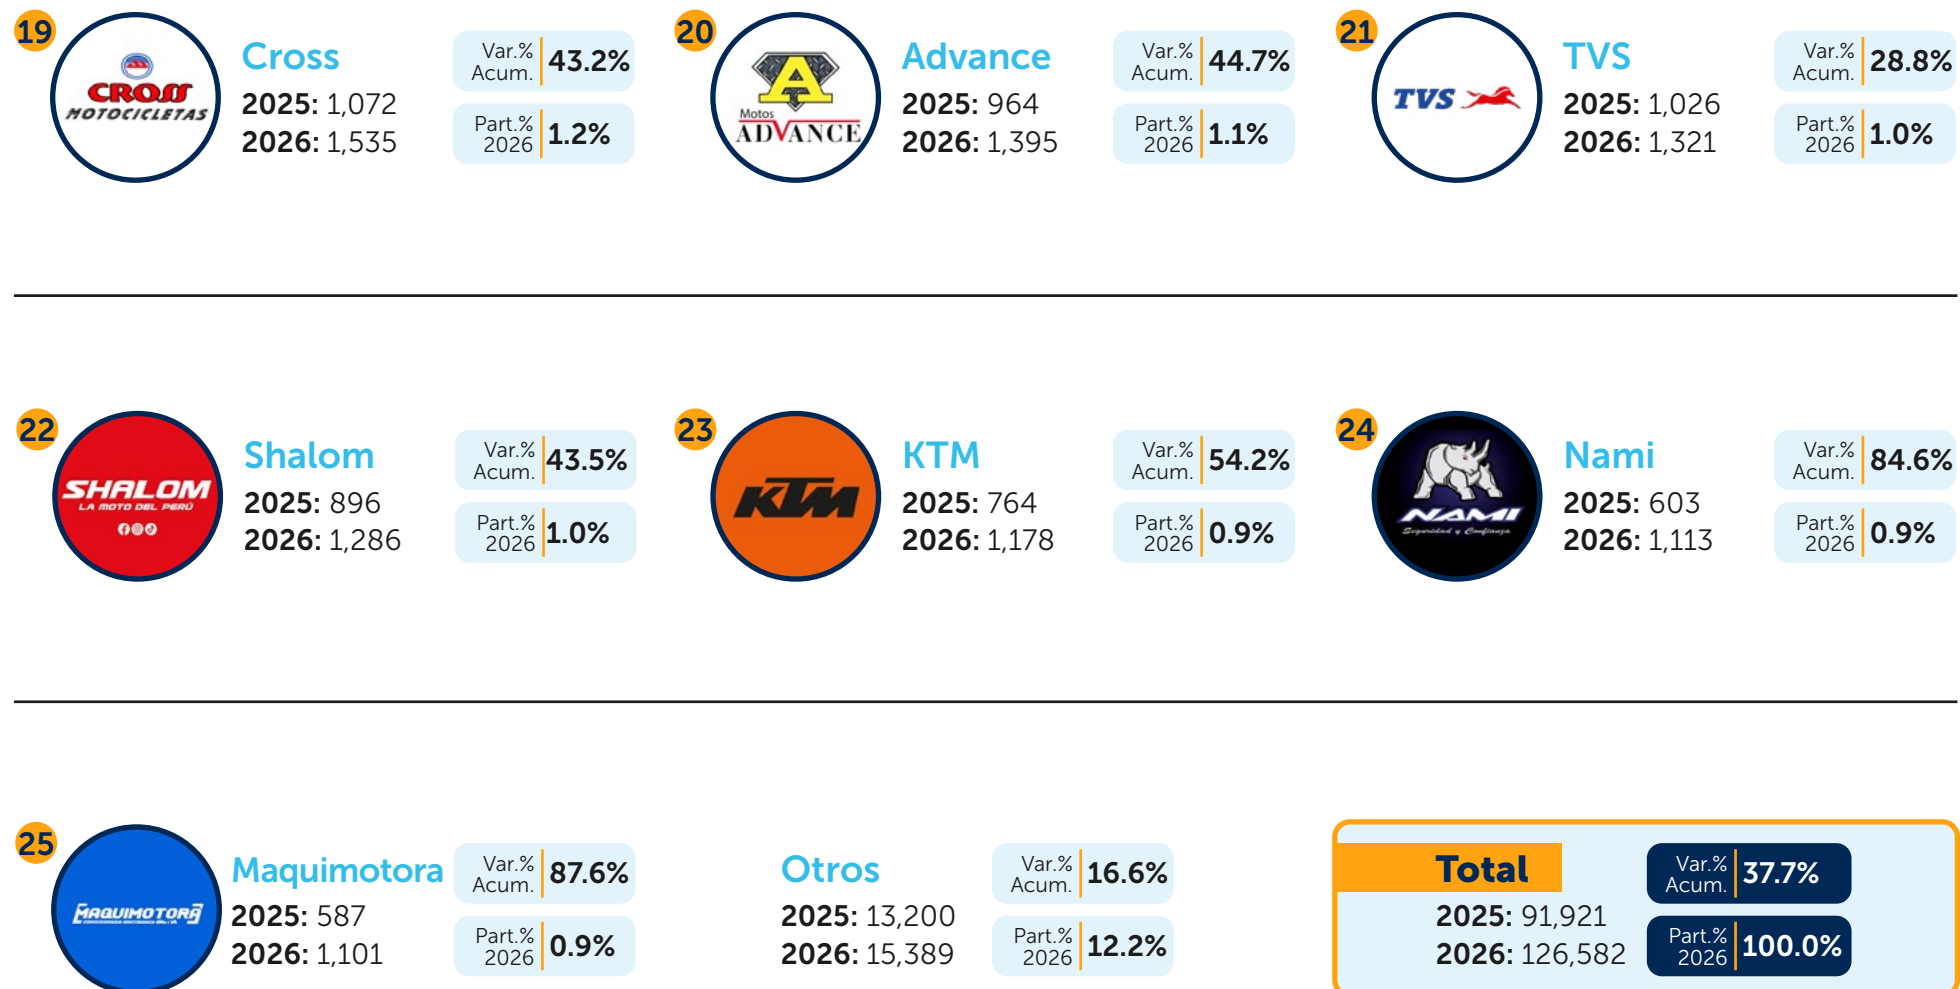 19
CROSS
MOTOCICLETAS
Cross
2025: 1,072
2026: 1,535
Var.%
Acum.
43.2%
Part.%
2026
1.2%
20
A
Motos
ADVANCE
Advance
2025: 964
2026: 1,395
Var.%
Acum.
44.7%
Part.%
2026
1.1%
21
TVS
TVS
2025: 1,026
2026: 1,321
Var.%
Acum.
28.8%
Part.%
2026
1.0%
22
SHALOM
LA MOTO DEL PERÚ
Shalom
2025: 896
2026: 1,286
Var.%
Acum.
43.5%
Part.%
2026
1.0%
23
KTM
KTM
2025: 764
2026: 1,178
Var.%
Acum.
54.2%
Part.%
2026
0.9%
24
NAMI
Seguridad y Confianza
Nami
2025: 603
2026: 1,113
Var.%
Acum.
84.6%
Part.%
2026
0.9%
25
MAQUIMOTORA
Maquimotora
2025: 587
2026: 1,101
Var.%
Acum.
87.6%
Part.%
2026
0.9%
Otros
2025: 13,200
2026: 15,389
Var.%
Acum.
16.6%
Part.%
2026
12.2%
Total
2025: 91,921
2026: 126,582
Var.%
Acum.
37.7%
Part.%
2026
100.0%